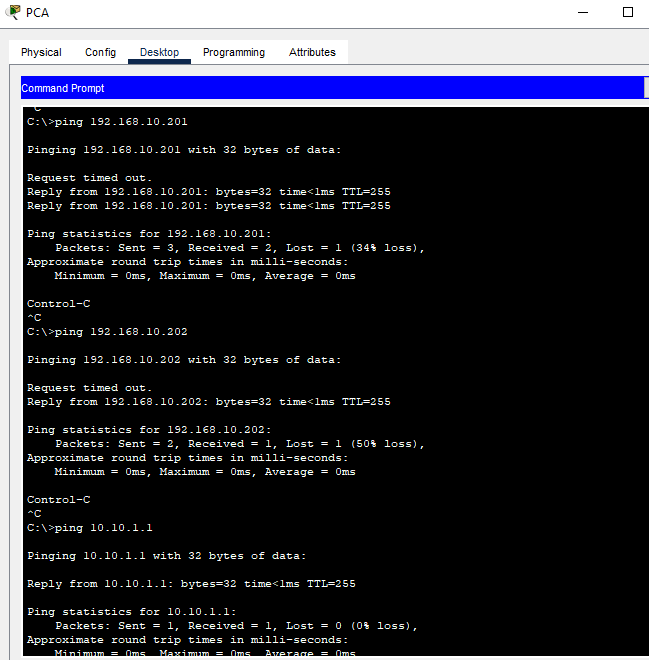 PCA
Physical Config Desktop Programming Attributes
Command Prompt
^C
C:\>ping 192.168.10.201
Pinging 192.168.10.201 with 32 bytes of data:
Request timed out.
Reply from 192.168.10.201: bytes=32 time<1ms TTL=255
Reply from 192.168.10.201: bytes=32 time<1ms TTL=255
Ping statistics for 192.168.10.201:
Packets: Sent = 3, Received = 2, Lost = 1 (34% loss),
Approximate round trip times in milli-seconds:
Minimum = 0ms, Maximum = 0ms, Average = 0ms
Control-C
^C
C:\>ping 192.168.10.202
Pinging 192.168.10.202 with 32 bytes of data:
Request timed out.
Reply from 192.168.10.202: bytes=32 time<1ms TTL=255
Ping statistics for 192.168.10.202:
Packets: Sent = 2, Received = 1, Lost = 1 (50% loss),
Approximate round trip times in milli-seconds:
Minimum = 0ms, Maximum = 0ms, Average = 0ms
Control-C
^C
C:\>ping 10.10.1.1
Pinging 10.10.1.1 with 32 bytes of data:
Reply from 10.10.1.1: bytes=32 time<1ms TTL=255
Ping statistics for 10.10.1.1:
Packets: Sent = 1, Received = 1, Lost = 0 (0% loss),
Approximate round trip times in milli-seconds:
Minimum = 0ms, Maximum = 0ms, Average = 0ms